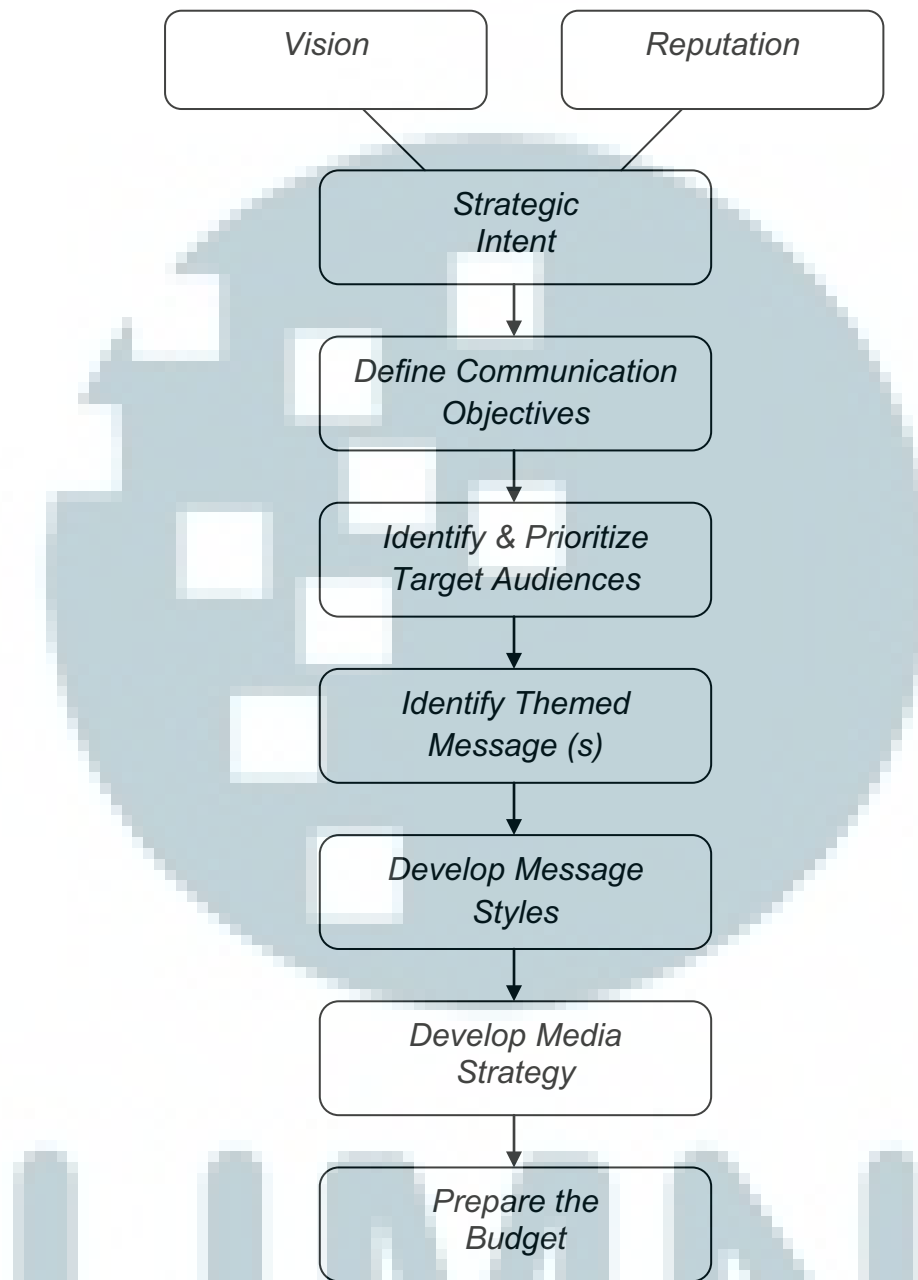 Vision
Reputation
Strategic
Intent
Define Communication
Objectives
Identify & Prioritize
Target Audiences
Identify Themed
Message (s)
Develop Message
Styles
Develop Media
Strategy
Prepare the
Budget